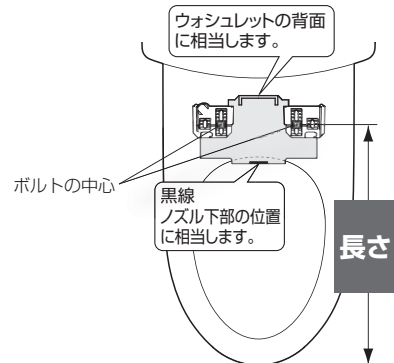 ウォシュレットの背面
に相当します。
ボルトの中心
黒線
ノズル下部の位置
に相当します。
長さ